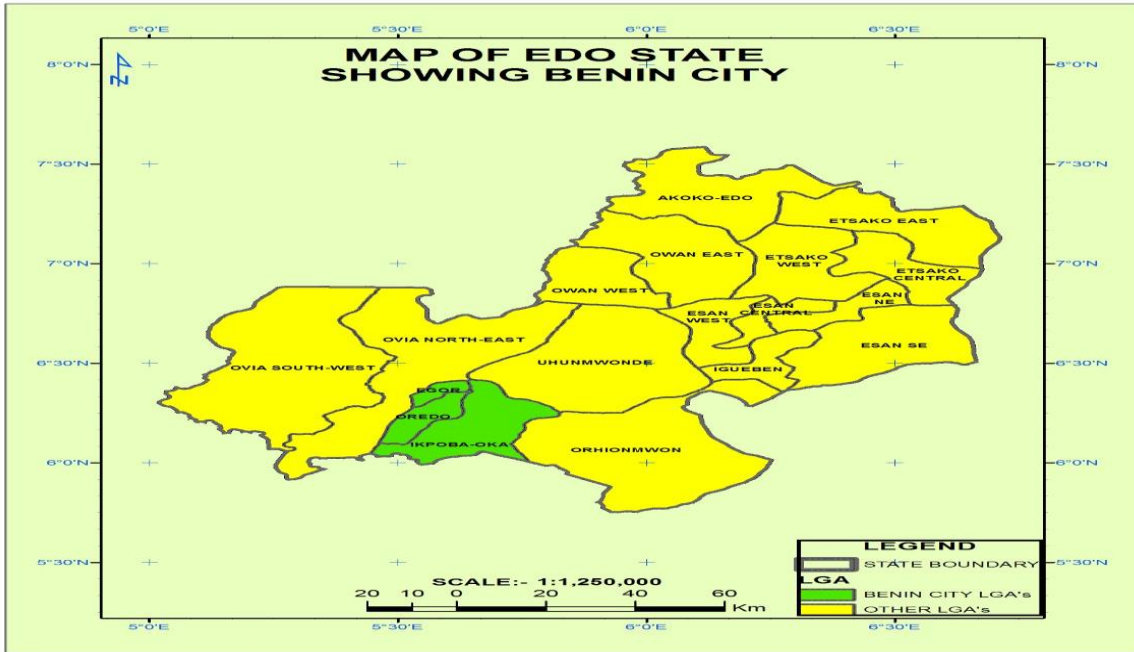 5°0'E 5°30'E 6°0'E 6°30'E
MAP OF EDO STATE
SHOWING BENIN CITY
8°0'N 8°0'N
N
7°30'N 7°30'N
AKOKO-EDO
ETSAKO EAST
OWAN EAST
ETSAKO
WEST
7°0'N 7°0'N
ETSAKO
CENTRAL
OWAN WEST
ESAN
NE
ESAN
CENTRAL
ESAN
WEST
OVIA NORTH-EAST
ESAN SE
UHUNMWONDE
OVIA SOUTH-WEST
IGUEBEN
6°30'N 6°30'N
EGOR
OREDO
IKPOBA-OKA
ORHIONMWON
6°0'N 6°0'N
LEGEND
STATE BOUNDARY
5°30'N 5°30'N
LGA
BENIN CITY LGA's
OTHER LGA's
SCALE:- 1:1,250,000
20 10 0 20 40 60
Km
5°0'E 5°30'E 6°0'E 6°30'E